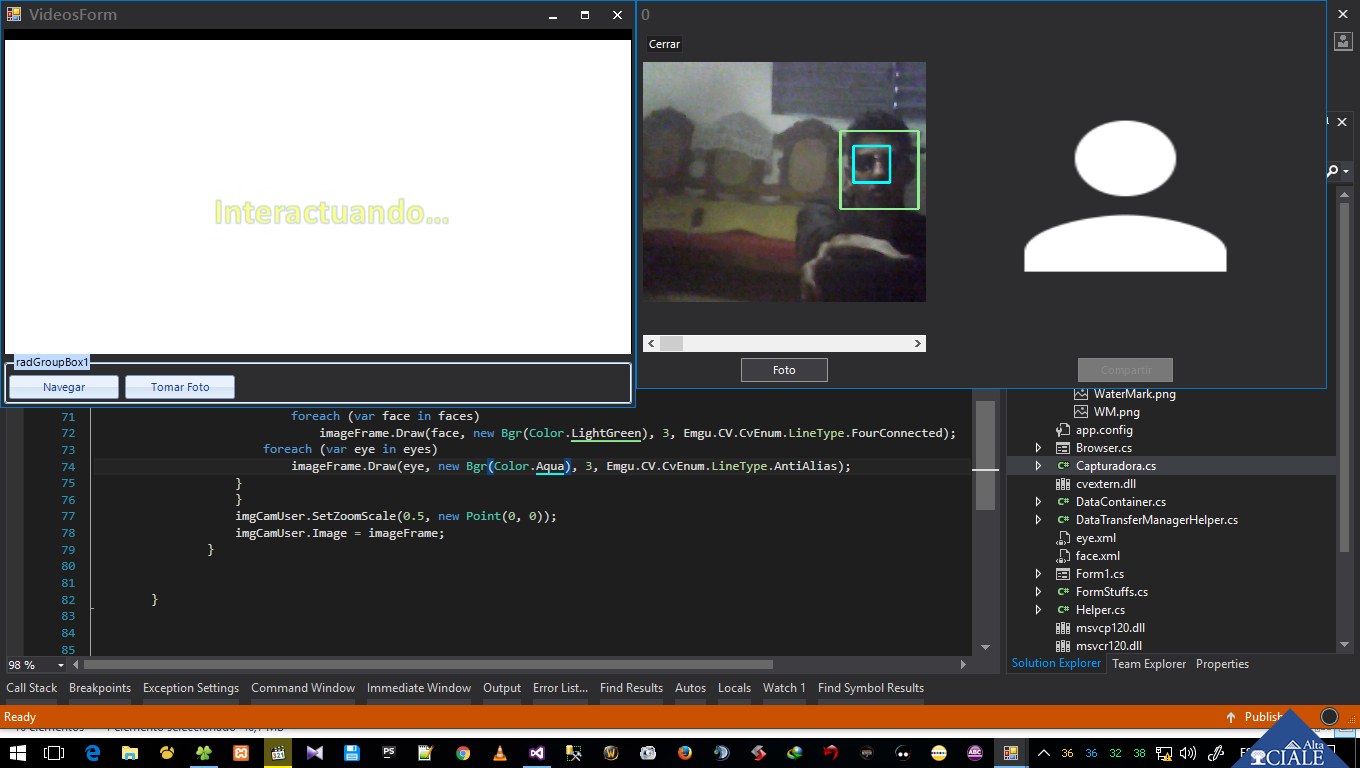 VideosForm
0
Cerrar
Interactuando...
radGroupBox1
Navegar
Tomar Foto
Foto
Compartir
71 foreach (var face in faces)
72 imageFrame.Draw(face, new Bgr(Color.LightGreen), 3, Emgu.CV.CvEnum.LineType.FourConnected);
73 foreach (var eye in eyes)
74 imageFrame.Draw(eye, new Bgr(Color.Aqua), 3, Emgu.CV.CvEnum.LineType.AntiAlias);
75 }
76 }
77 imgCamUser.SetZoomScale(0.5, new Point(0, 0));
78 imgCamUser.Image = imageFrame;
79 }
80
81
82 }
83
84
85
98 %
WaterMark.png
WM.png
app.config
Browser.cs
Capturadora.cs
cvextern.dll
DataContainer.cs
DataTransferManagerHelper.cs
eye.xml
face.xml
Form1.cs
FormStuffs.cs
Helper.cs
msvcp120.dll
msvcr120.dll
Solution Explorer Team Explorer Properties
Call Stack Breakpoints Exception Settings Command Window Immediate Window Output Error List... Find Results Autos Locals Watch 1 Find Symbol Results
Ready
Publish
36 36 32 38
Alta
CIALE